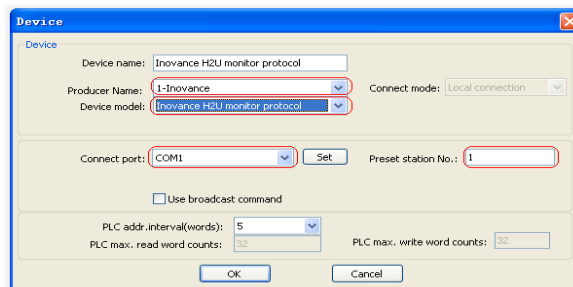 Device
Device
Device name: Inovance H2U monitor protocol
Producer Name: 1-Inovance Connect mode: Local connection
Device model: Inovance H2U monitor protocol
Connect port: COM1 Set Preset station No.: 1
Use broadcast command
PLC addr.interval(words): 5
PLC max. read word counts: 32 PLC max. write word counts: 32
OK Cancel